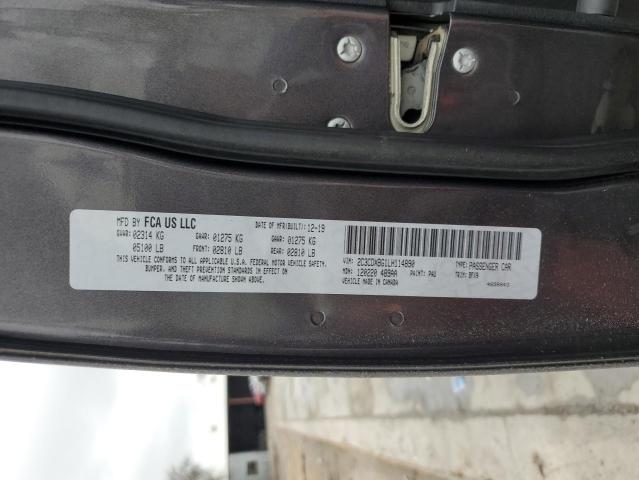 MFD BY FCA US LLC
DATE OF MFR(BUILT): 12-19
GVWR: 02314 KG
GAWR: 01275 KG
GAWR: 01275 KG
05100 LB
FRONT: 02810 LB
REAR: 02810 LB
THIS VEHICLE CONFORMS TO ALL APPLICABLE U.S.A. FEDERAL MOTOR VEHICLE SAFETY,
BUMPER, AND THEFT PREVENTION STANDARDS IN EFFECT ON
THE DATE OF MANUFACTURE SHOWN ABOVE.
VIN: 2C3CDXBG1LH114890
TYPE: PASSENGER CAR
MDH: 120220 489AA
PAINT: PAU
TRIM:
VEHICLE MADE IN CANADA